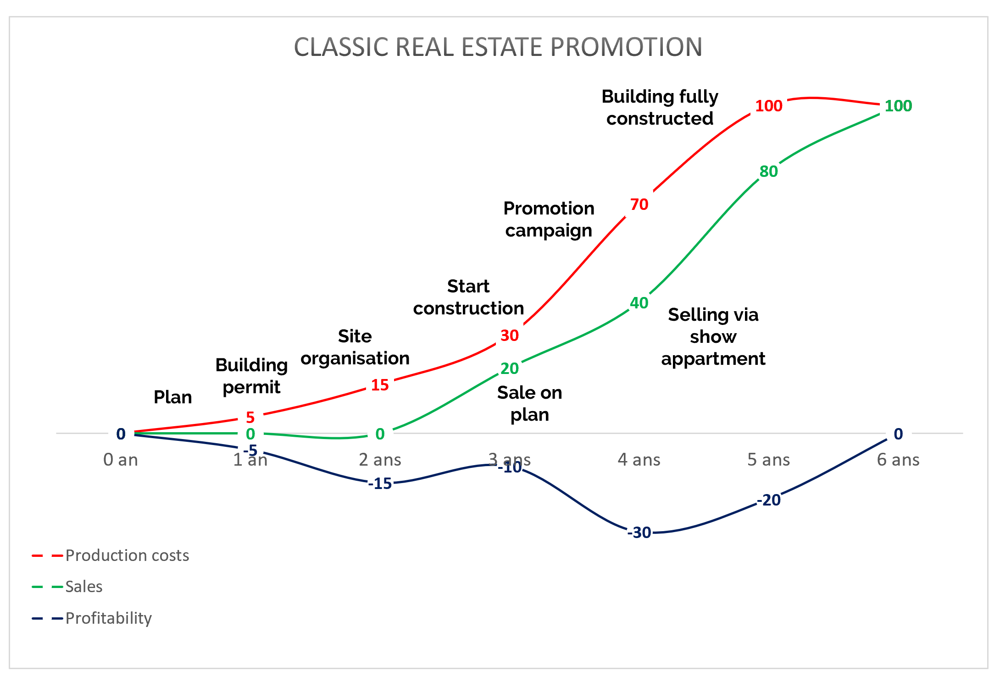 CLASSIC REAL ESTATE PROMOTION
Building fully
constructed
100
100
80
Promotion
campaign
70
Start
construction
40
Selling via
show
appartment
Site
organisation
30
20
Building
permit
15
Sale on
plan
Plan
5
0
0
0
0
-5
-15
-10
-30
-20
0 an
1 an
2 ans
3 ans
4 ans
5 ans
6 ans
Production costs
Sales
Profitability